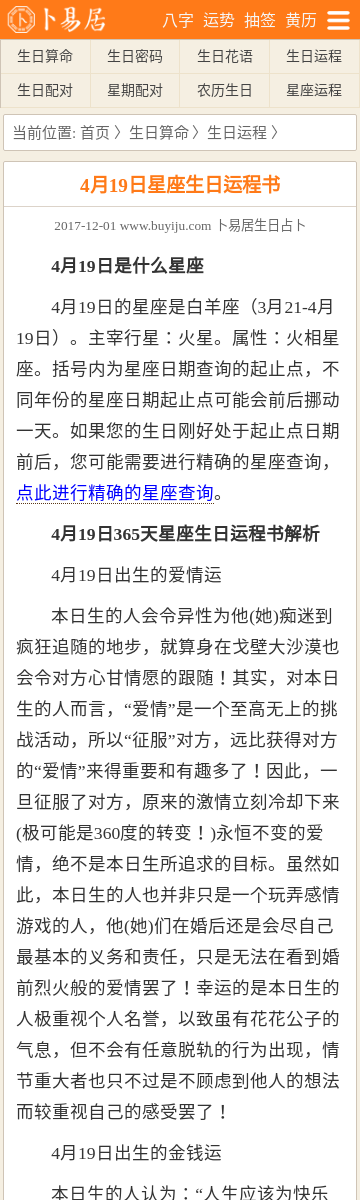 卜易居 八字 运势 抽签 黄历
生日算命 生日密码 生日花语 生日运程
生日配对 星期配对 农历生日 星座运程
当前位置: 首页 〉生日算命 〉生日运程 〉
4月19日星座生日运程书
2017-12-01 www.buyiju.com 卜易居生日占卜
4月19日是什么星座
4月19日的星座是白羊座（3月21-4月
19日）。主宰行星：火星。属性：火相星
座。括号内为星座日期查询的起止点，不
同年份的星座日期起止点可能会前后挪动
一天。如果您的生日刚好处于起止点日期
前后，您可能需要进行精确的星座查询，
点此进行精确的星座查询。
4月19日365天星座生日运程书解析
4月19日出生的爱情运
本日生的人会令异性为他(她)痴迷到
疯狂追随的地步，就算身在戈壁大沙漠也
会令对方心甘情愿的跟随！其实，对本日
生的人而言，“爱情”是一个至高无上的挑
战活动，所以“征服”对方，远比获得对方
的“爱情”来得重要和有趣多了！因此，一
旦征服了对方，原来的激情立刻冷却下来
(极可能是360度的转变！)永恒不变的爱
情，绝不是本日生所追求的目标。虽然如
此，本日生的人也并非只是一个玩弄感情
游戏的人，他(她)们在婚后还是会尽自己
最基本的义务和责任，只是无法在看到婚
前烈火般的爱情罢了！幸运的是本日生的
人极重视个人名誉，以致虽有花花公子的
气息，但不会有任意脱轨的行为出现，情
节重大者也只不过是不顾虑到他人的想法
而较重视自己的感受罢了！
4月19日出生的金钱运
本日生的人认为：“人生应该为快乐